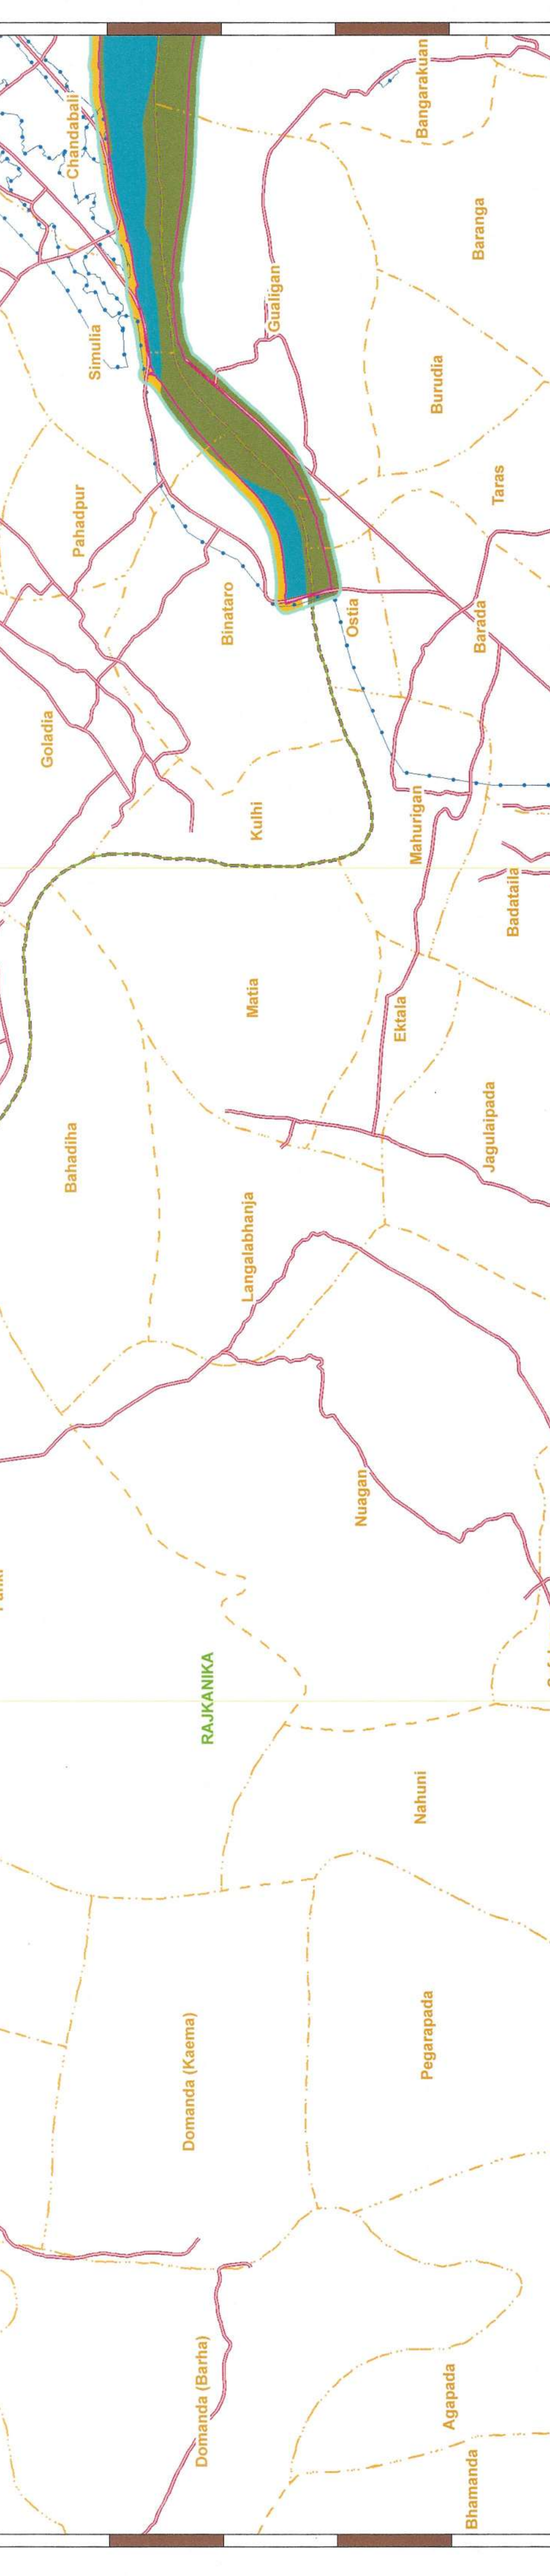 Chandabali
Bangarakuan
Baranga
Gualigan
Simulia
Burudia
Taras
Pahadpur
Binataro
Ostia
Barada
Goladia
Kulhi
Mahurigan
Badataila
Matia
Ektala
Jagulaipada
Bahadiha
Langalabhanja
Nuagan
RAJKANIKA
Nahuni
Domanda (Kaema)
Pegarapada
Domanda (Barha)
Agapada
Bhamanda